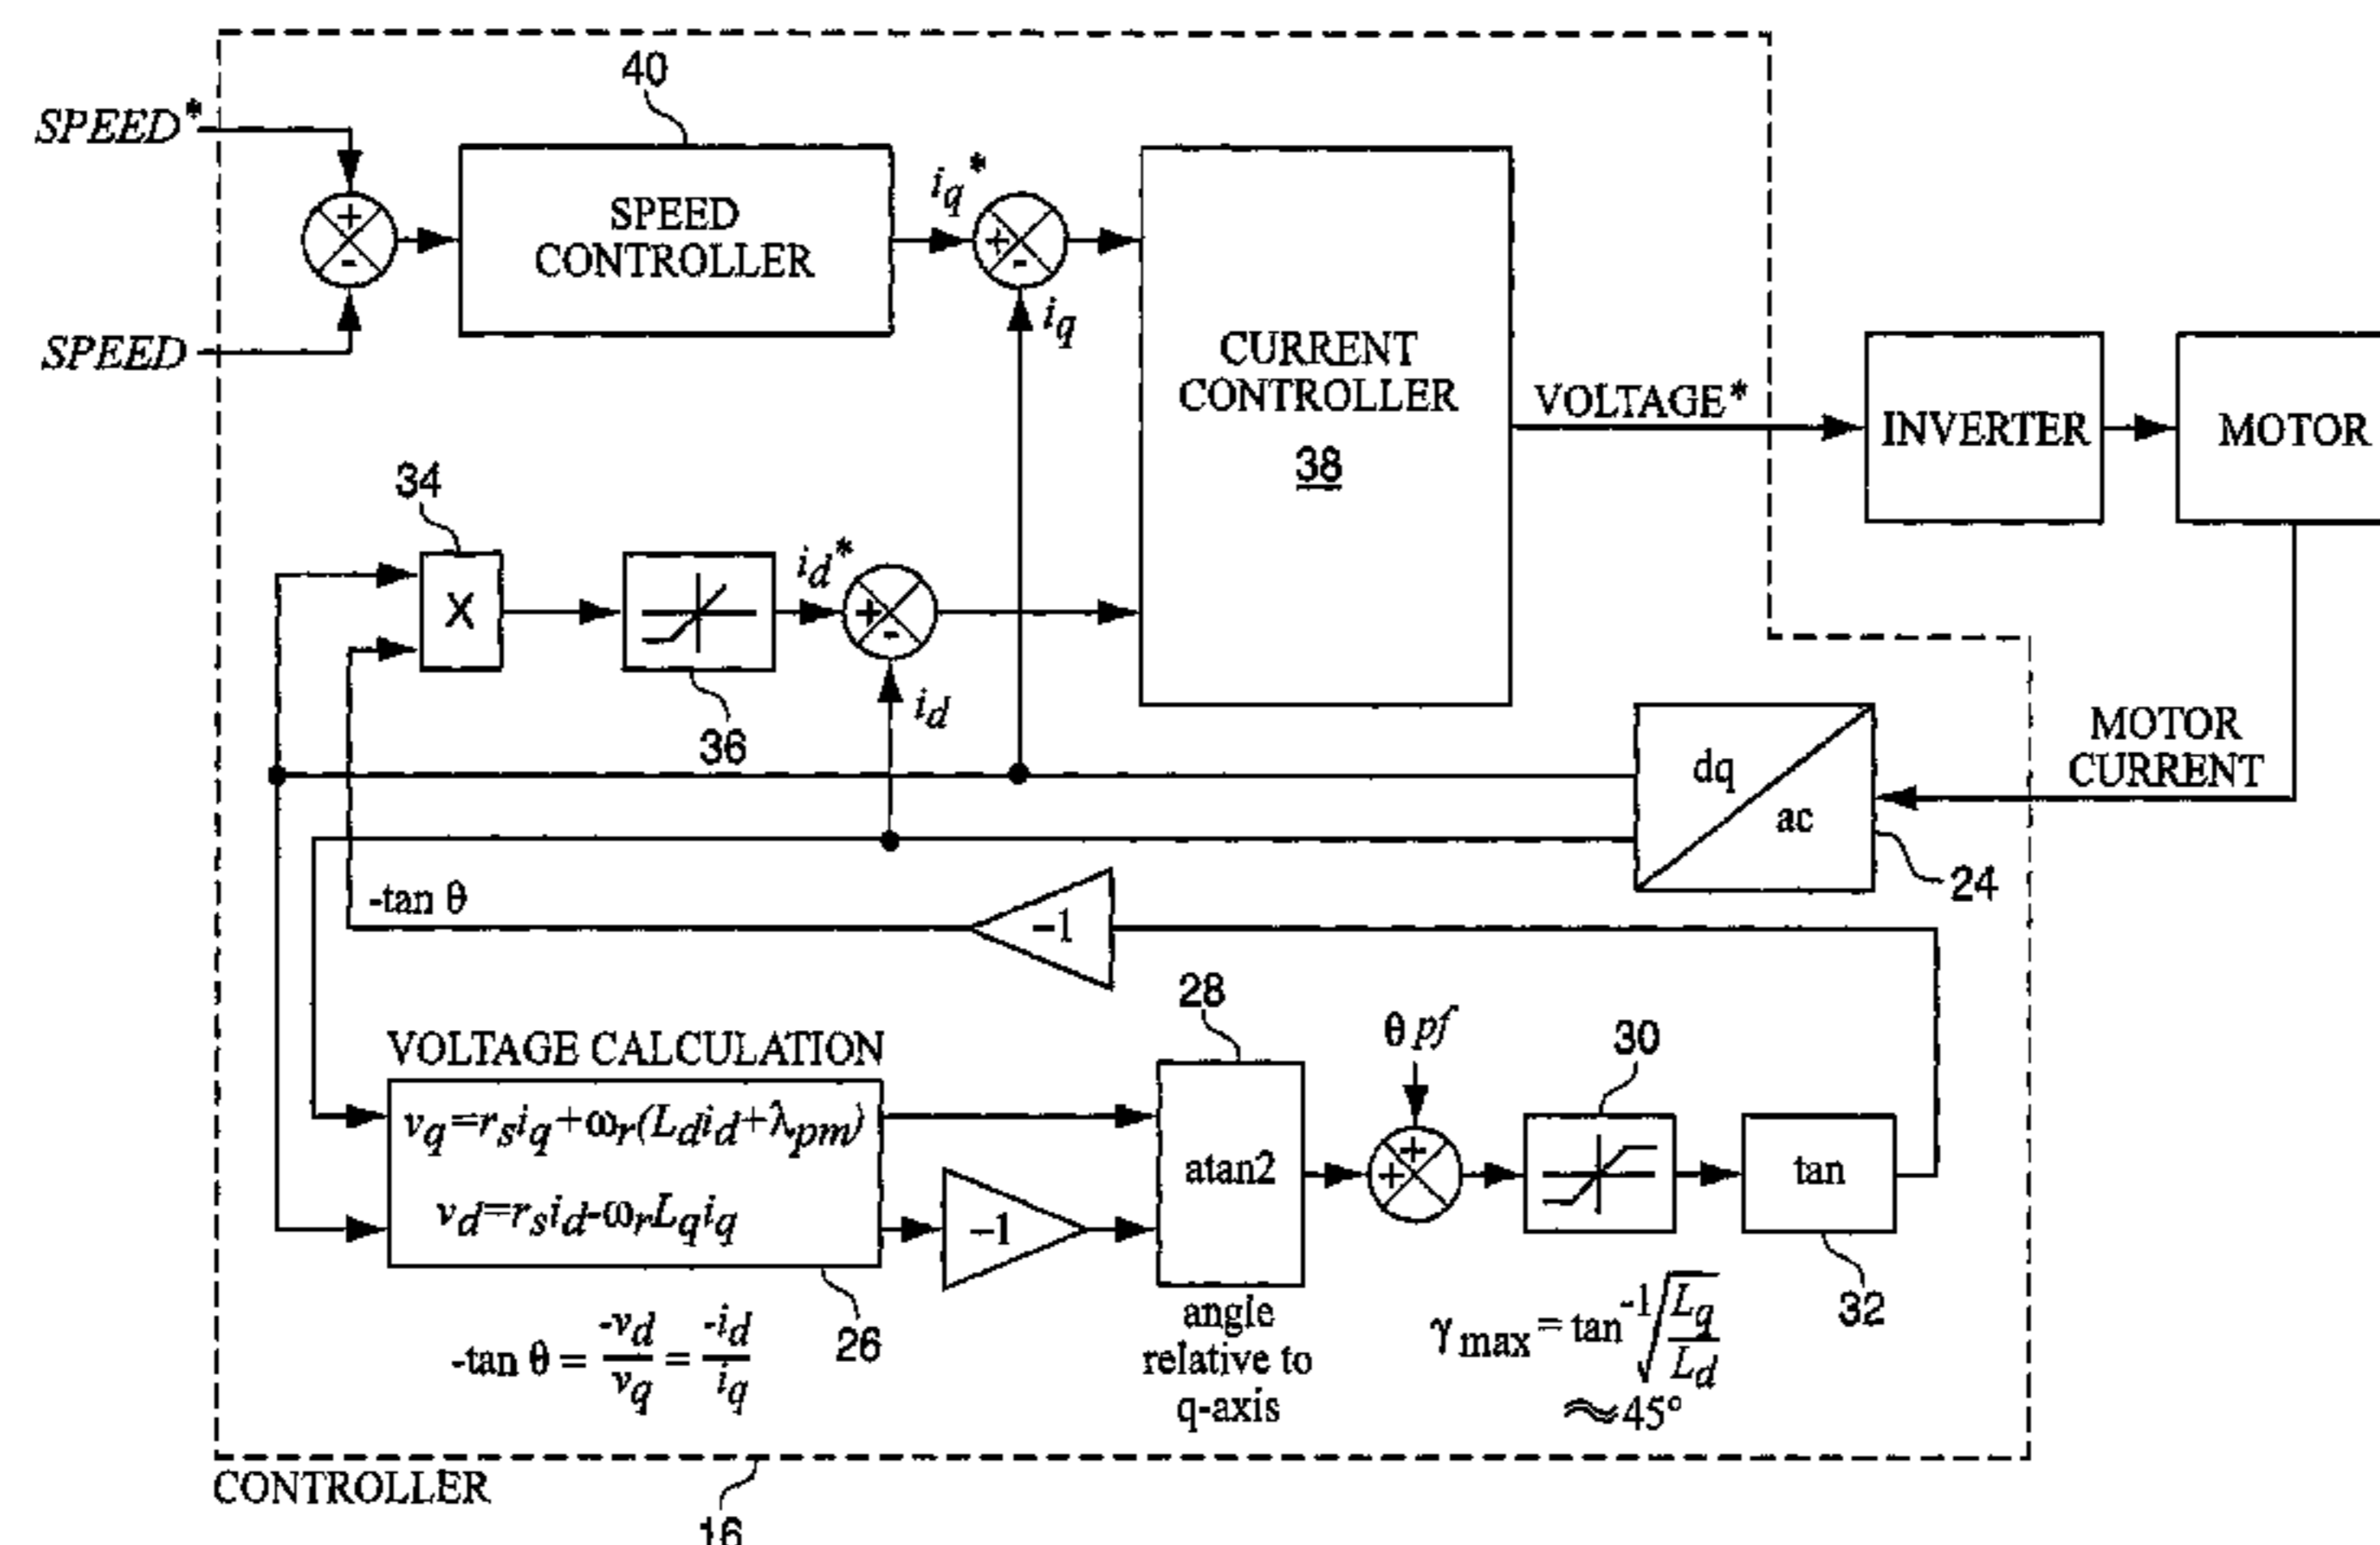 40
SPEED*
SPEED
CONTROLLER
iq*
+
-
+
-
iq
SPEED
CURRENT
CONTROLLER
38
VOLTAGE*
INVERTER
MOTOR
34
X
id*
+
-
36
id
MOTOR
CURRENT
dq
ac
24
-tan θ
-1
28
θ pf
30
VOLTAGE CALCULATION
vq=rsiq+ωr(Ldid+λpm)
vd=rsid-ωrLqiq
-1
atan2
+
+
tan
26
-tan θ = -vd/vq = -id/iq
angle
relative to
q-axis
γmax = tan-1√Lq/Ld
≈45°
32
CONTROLLER
16